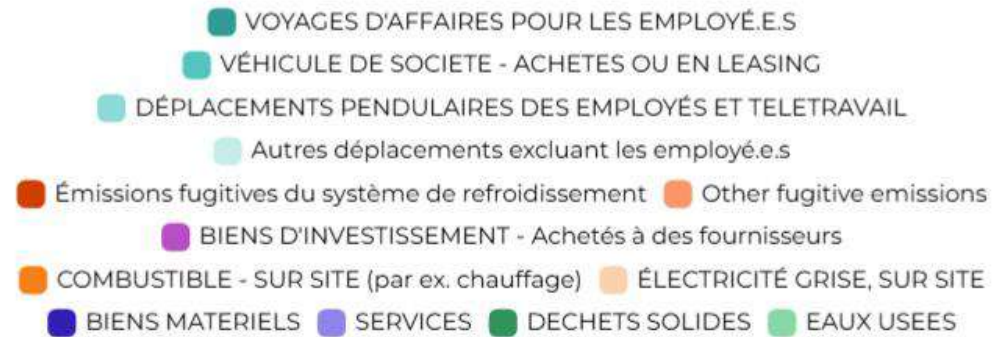 VOYAGES D'AFFAIRES POUR LES EMPLOYÉ.E.S
VÉHICULE DE SOCIETE - ACHETES OU EN LEASING
DÉPLACEMENTS PENDULAIRES DES EMPLOYÉS ET TELETRAVAIL
Autres déplacements excluant les employé.e.s
Émissions fugitives du système de refroidissement Other fugitive emissions
BIENS D'INVESTISSEMENT - Achetés à des fournisseurs
COMBUSTIBLE - SUR SITE (par ex. chauffage) ÉLECTRICITÉ GRISE, SUR SITE
BIENS MATERIELS SERVICES DECHETS SOLIDES EAUX USEES